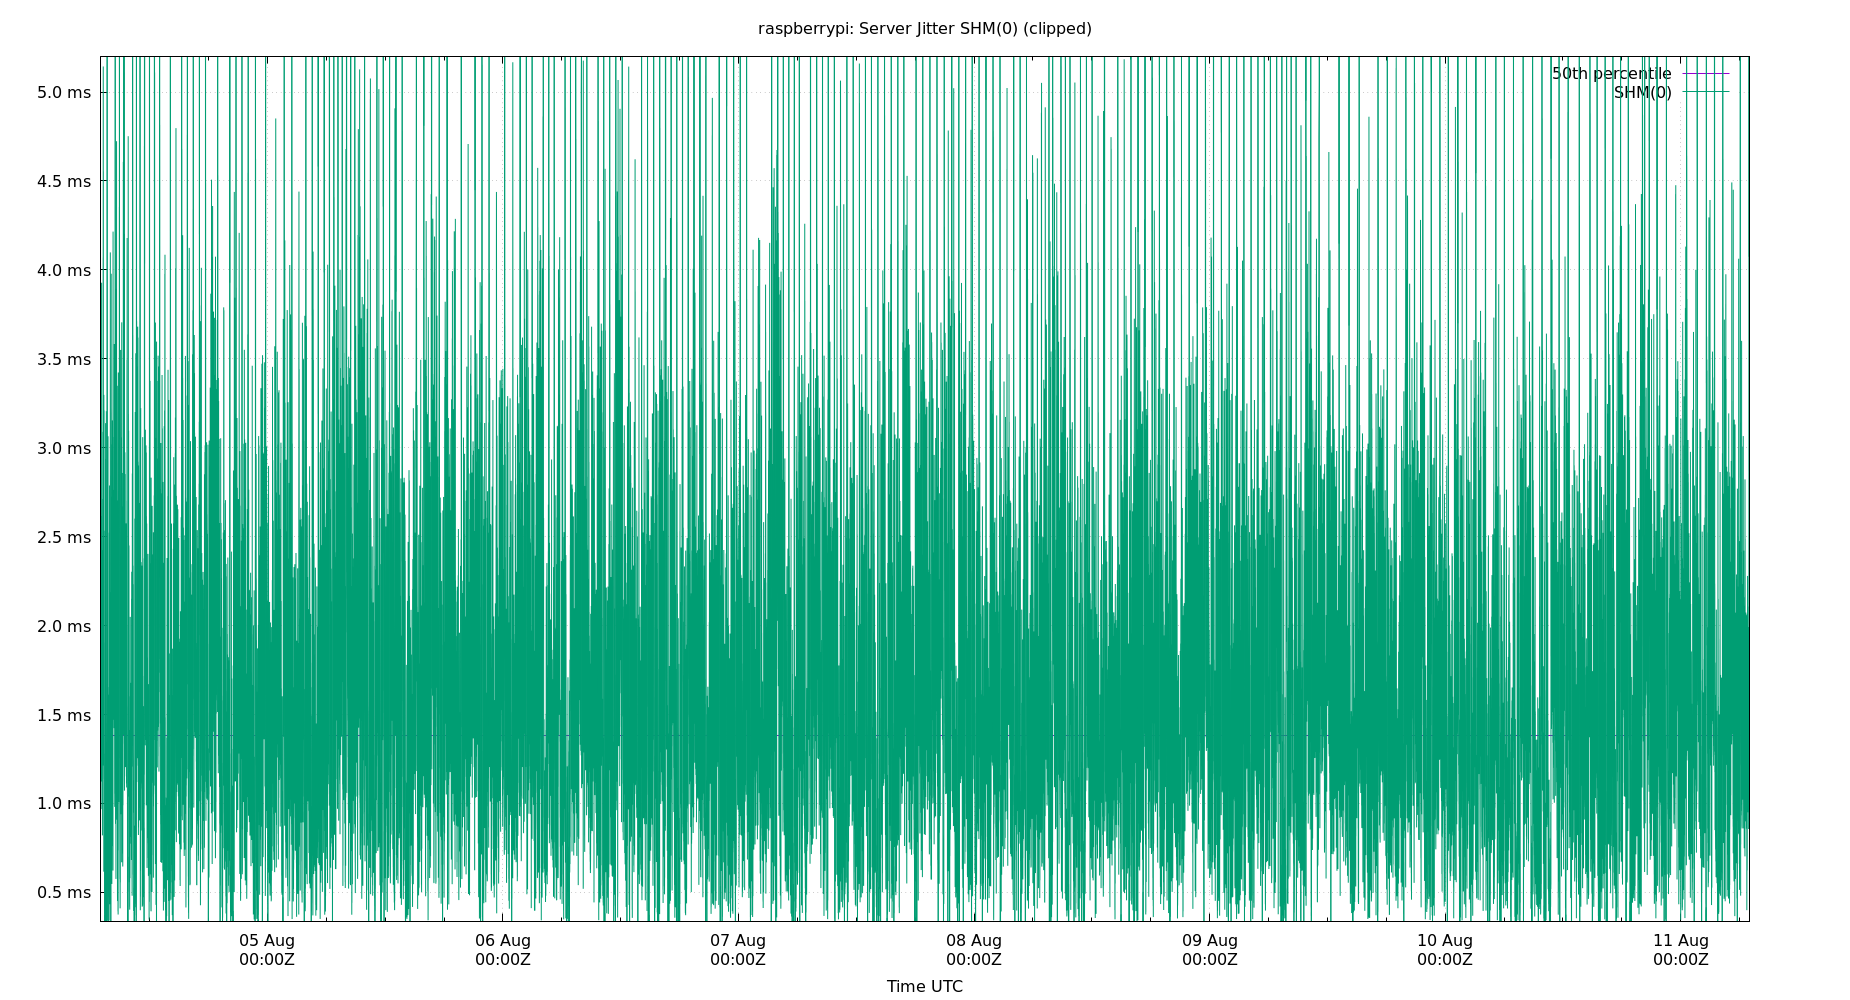 raspberrypi: Server Jitter SHM(0) (clipped)
50th percentile
SHM(0)
5.0 ms
4.5 ms
4.0 ms
3.5 ms
3.0 ms
2.5 ms
2.0 ms
1.5 ms
1.0 ms
0.5 ms
05 Aug 06 Aug 07 Aug 08 Aug 09 Aug 10 Aug 11 Aug
00:00Z 00:00Z 00:00Z 00:00Z 00:00Z 00:00Z 00:00Z
Time UTC